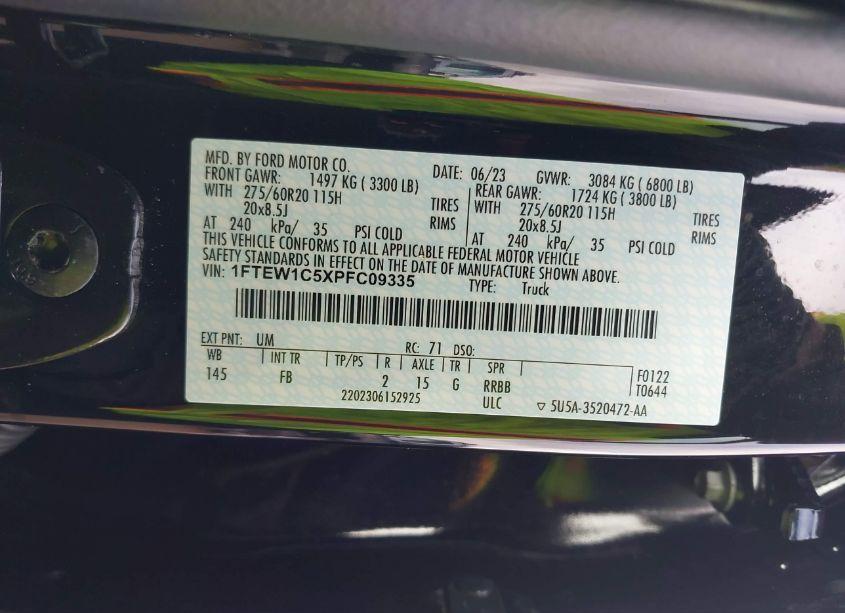 MFD. BY FORD MOTOR CO. DATE: 06/23 GVWR: 3084 KG ( 6800 LB)
FRONT GAWR: 1497 KG ( 3300 LB) REAR GAWR: 1724 KG ( 3800 LB)
WITH 275/60R20 115H TIRES WITH 275/60R20 115H TIRES
20x8.5J RIMS 20x8.5J RIMS
AT 240 kPa/ 35 PSI COLD AT 240 kPa/ 35 PSI COLD
THIS VEHICLE CONFORMS TO ALL APPLICABLE FEDERAL MOTOR VEHICLE
SAFETY STANDARDS IN EFFECT ON THE DATE OF MANUFACTURE SHOWN ABOVE.
VIN: 1FTEW1C5XPFC09335 TYPE: Truck
EXT PNT: UM RC: 71 DSO:
WB INT TR TP/PS R AXLE TR SPR F0122
145 FB 2 15 G RRBB T0644
2202306152925 ULC ▽ 5U5A-3520472-AA